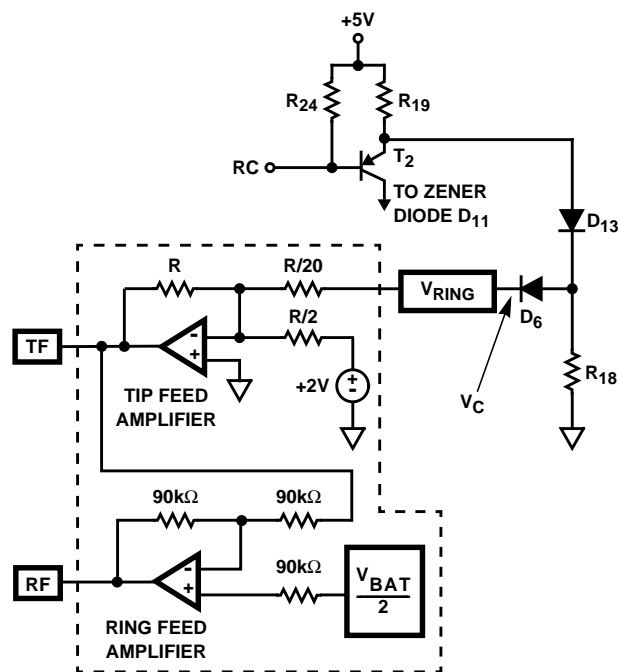 +5V
R24
R19
RC
T2
TO ZENER
DIODE D11
D13
R
R/20
VRING
D6
R/2
TF
- 
+
+2V
+
-
VC
R18
TIP FEED
AMPLIFIER
90kΩ
90kΩ
-
+
90kΩ
VBAT
2
RF
RING FEED
AMPLIFIER